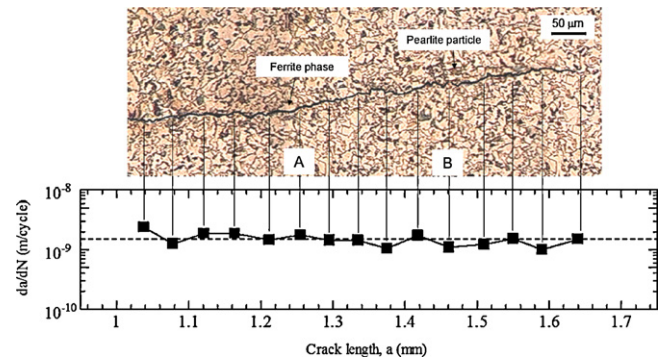 50 μm
Pearlite particle
Ferrite phase
A
B
da/dN (m/cycle)
10-8
10-9
10-10
1
1.1
1.2
1.3
1.4
1.5
1.6
1.7
Crack length, a (mm)